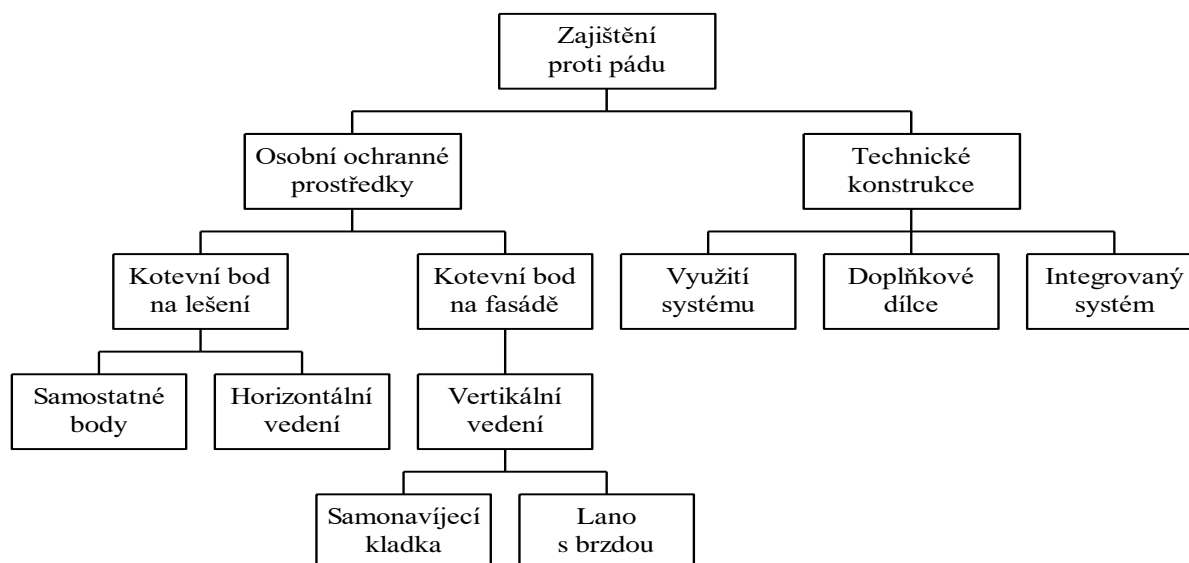 Zajištění
proti pádu
Osobní ochranné
prostředky
Technické
konstrukce
Kotevní bod
na lešení
Kotevní bod
na fasádě
Využití
systému
Doplňkové
dílce
Integrovaný
systém
Samostatné
body
Horizontální
vedení
Vertikální
vedení
Samonavíjecí
kladka
Lano
s brzdou